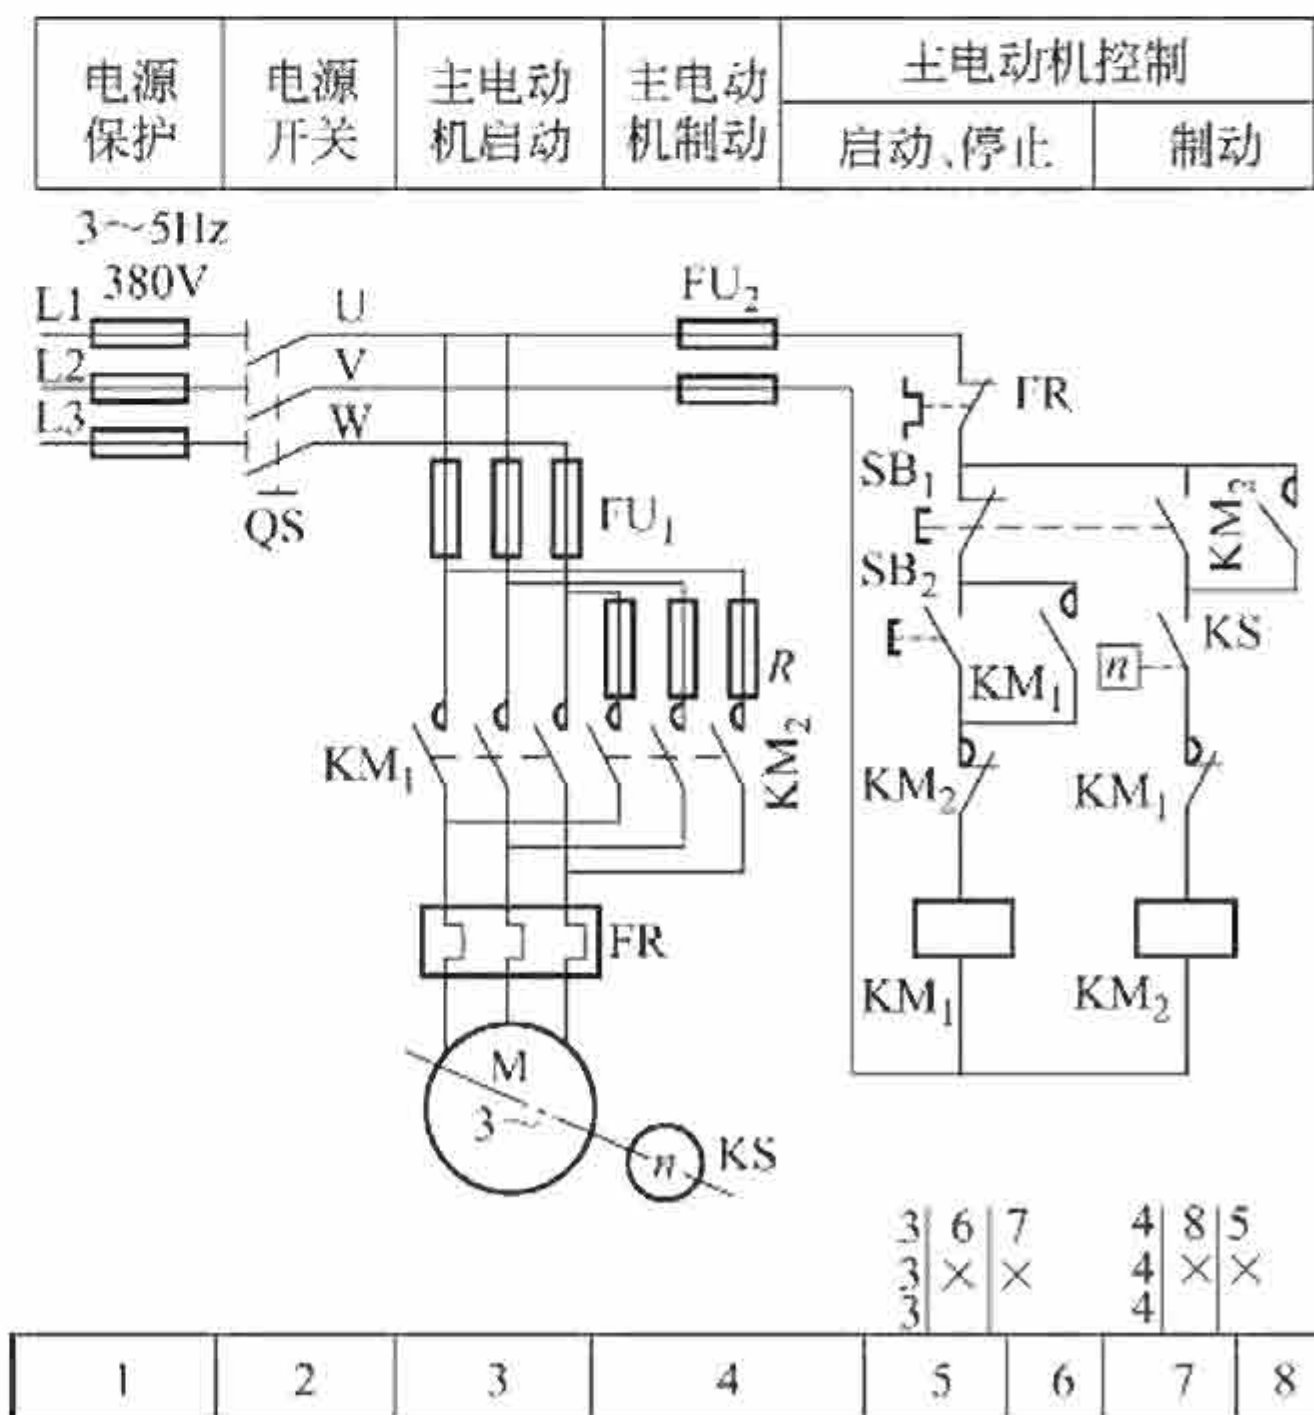 电源
保护
电源
开关
主电动
机启动
主电动
机制动
主电动机控制
启动、停止
制动
3～5Hz
380V
L1
L2
L3
U
V
W
QS
FU₂
FU₁
FR
SB₁
SB₂
KM₂
KM₁
KS
n
R
KM₁
KM₂
KM₂
KM₁
FR
KM₁
KM₂
M
3～
n
KS
3 6 7
3 × ×
3
4 8 5
4 × ×
4
1 2 3 4 5 6 7 8